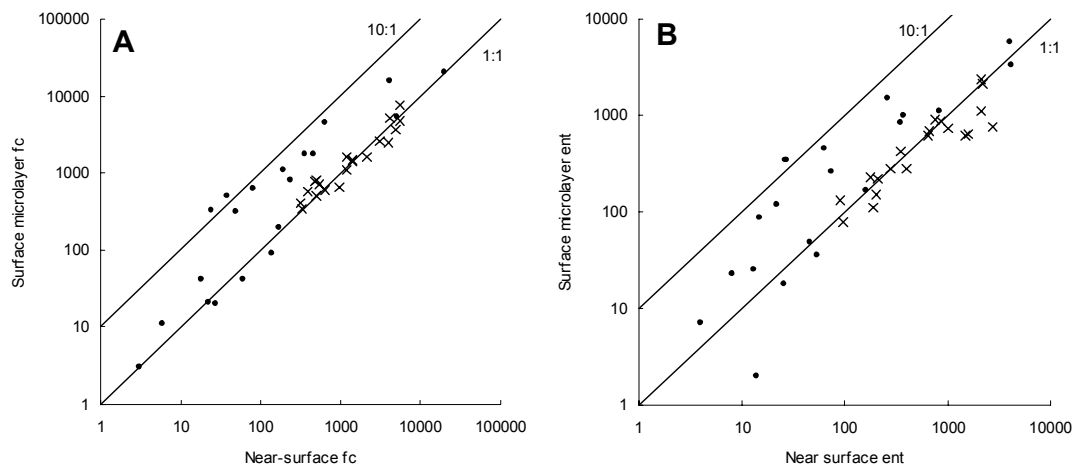 A
10:1
1:1
100000
10000
1000
100
10
1
1 10 100 1000 10000 100000
Surface microlayer fc
Near-surface fc
B
10:1
1:1
10000
1000
100
10
1
1 10 100 1000 10000
Surface microlayer ent
Near surface ent